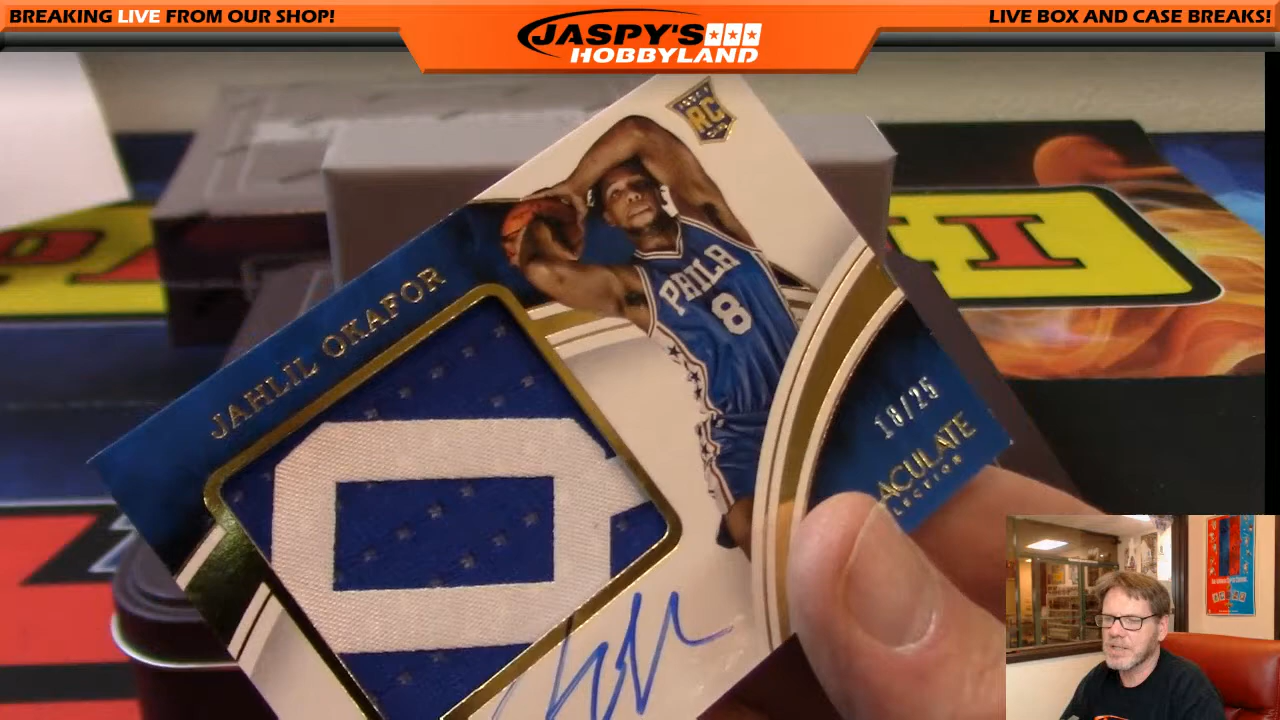 BREAKING LIVE FROM OUR SHOP!
JASPY'S
HOBBYLAND
LIVE BOX AND CASE BREAKS!
RC
JAHLIL OKAFOR
PHILA
8
18/25
ACULATE
LECTION